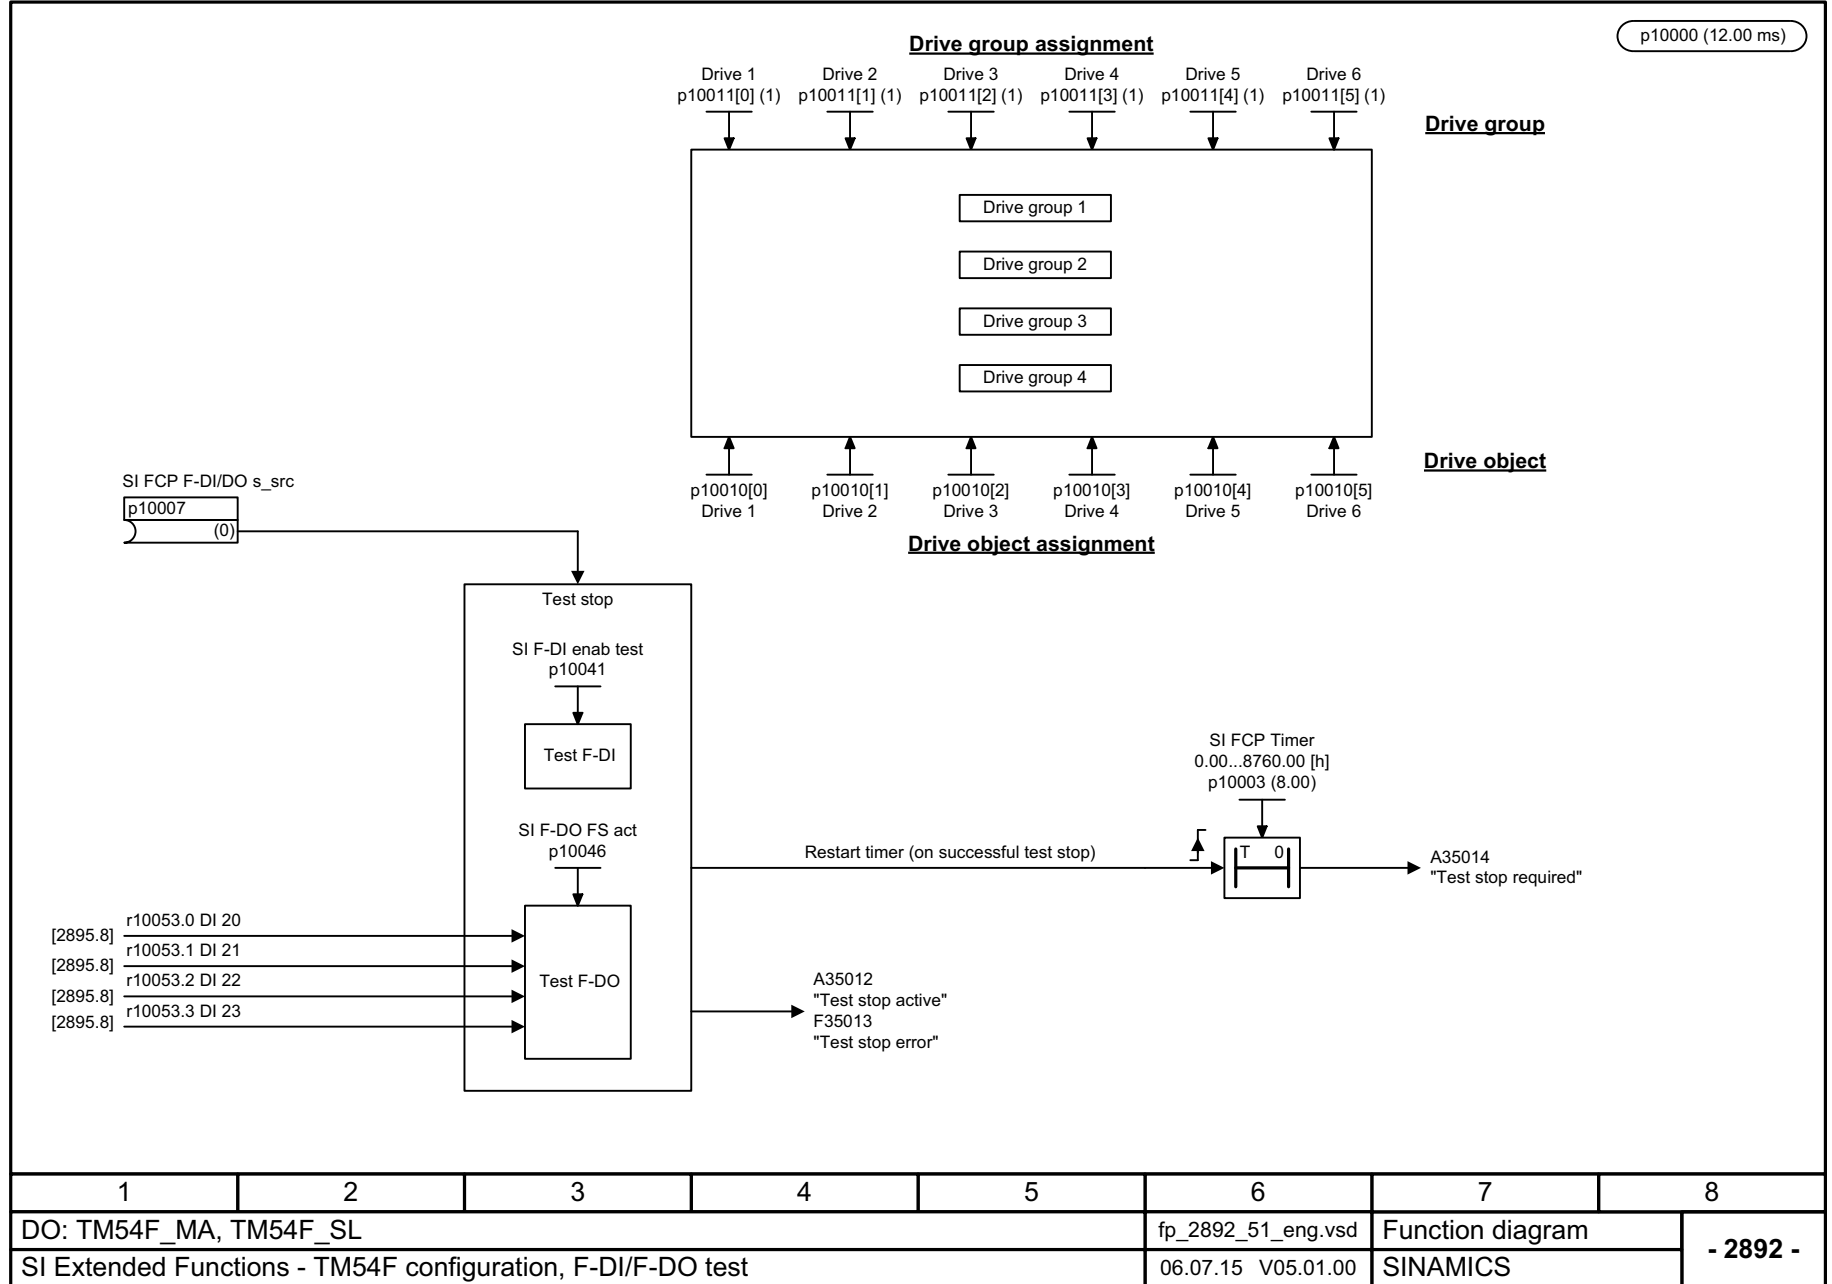 p10000 (12.00 ms)
Drive group assignment
Drive 1 Drive 2 Drive 3 Drive 4 Drive 5 Drive 6
p10011[0] (1) p10011[1] (1) p10011[2] (1) p10011[3] (1) p10011[4] (1) p10011[5] (1)
Drive group
Drive group 1
Drive group 2
Drive group 3
Drive group 4
Drive object
p10010[0] p10010[1] p10010[2] p10010[3] p10010[4] p10010[5]
Drive 1 Drive 2 Drive 3 Drive 4 Drive 5 Drive 6
Drive object assignment
SI FCP F-DI/DO s_src
p10007
(0)
Test stop
SI F-DI enab test
p10041
Test F-DI
SI F-DO FS act
p10046
Test F-DO
[2895.8] r10053.0 DI 20
[2895.8] r10053.1 DI 21
[2895.8] r10053.2 DI 22
[2895.8] r10053.3 DI 23
Restart timer (on successful test stop)
SI FCP Timer
0.00...8760.00 [h]
p10003 (8.00)
T 0
A35014
"Test stop required"
A35012
"Test stop active"
F35013
"Test stop error"
1 2 3 4 5 6 7 8
DO: TM54F_MA, TM54F_SL fp_2892_51_eng.vsd Function diagram
- 2892 -
SI Extended Functions - TM54F configuration, F-DI/F-DO test 06.07.15 V05.01.00 SINAMICS